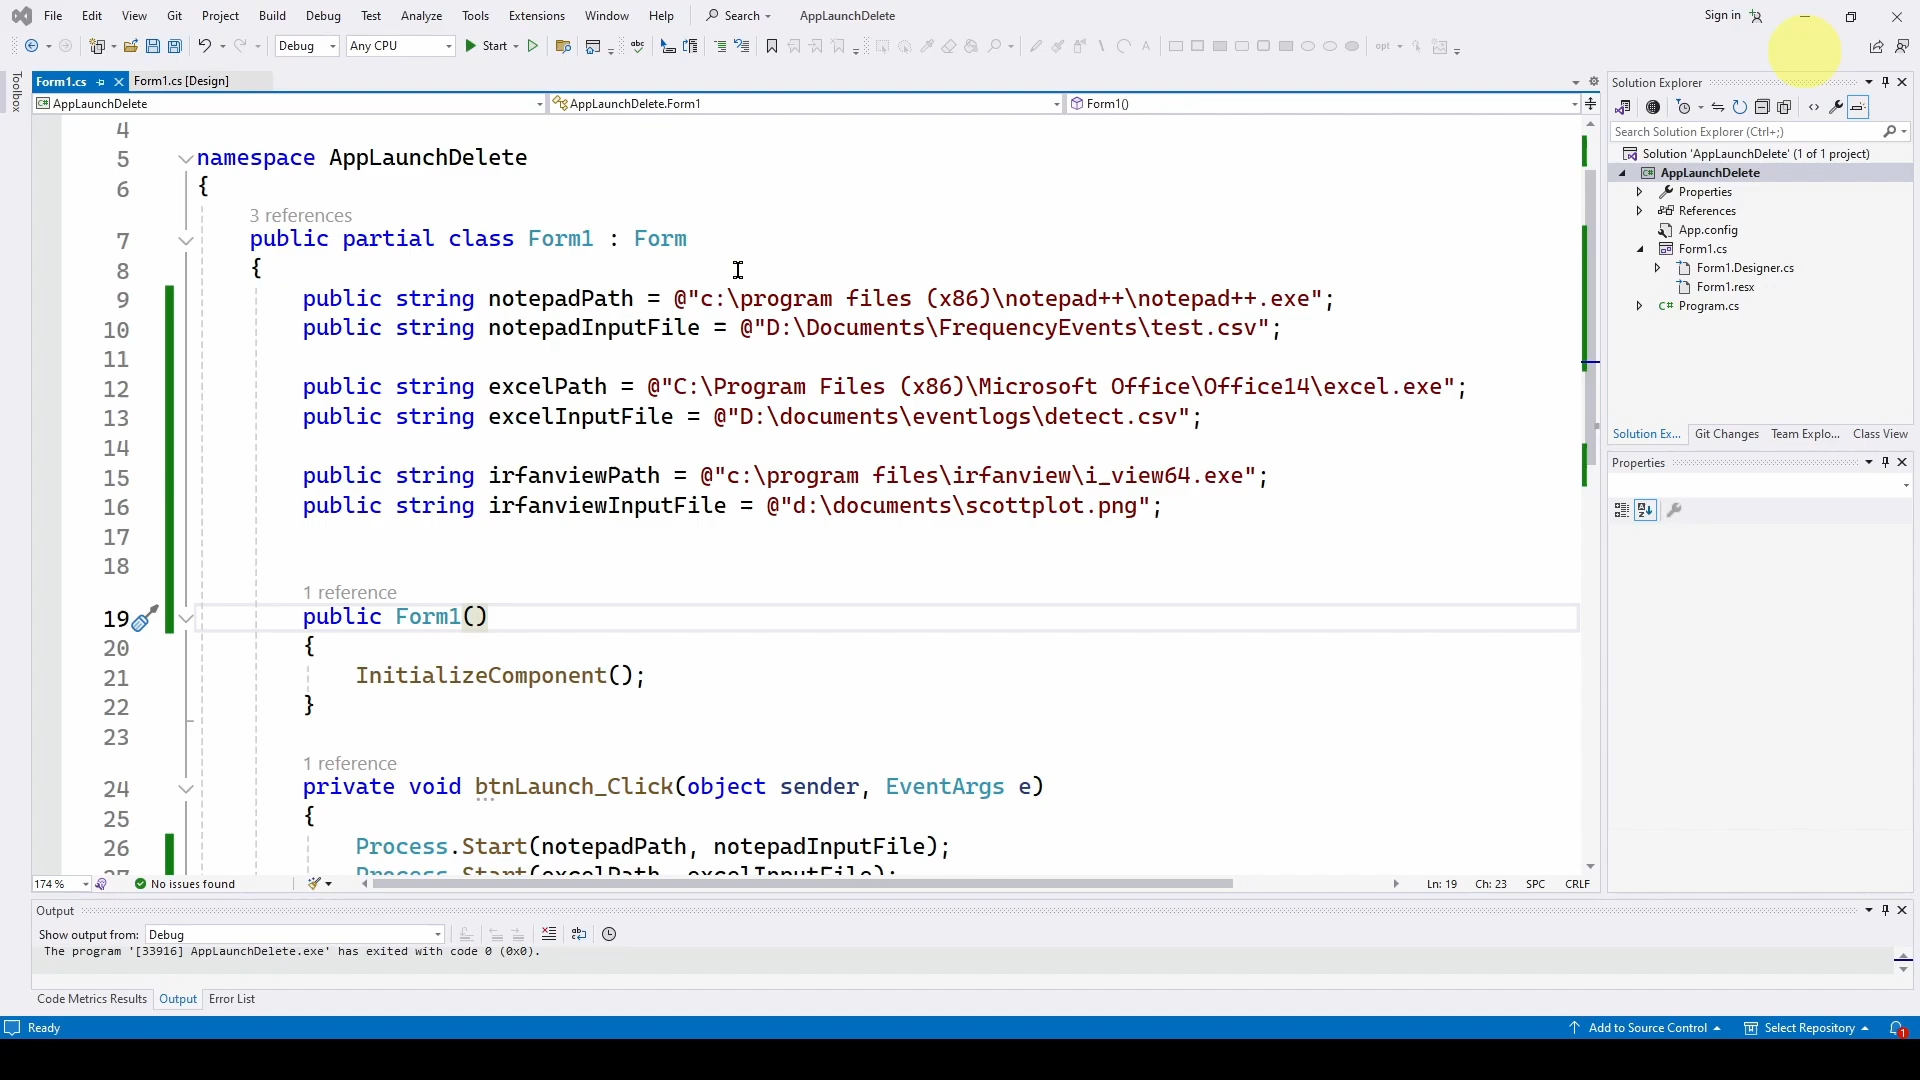 File Edit View Git Project Build Debug Test Analyze Tools Extensions Window Help Search AppLaunchDelete Sign in
Debug Any CPU Start opt
Toolbox
Form1.cs Form1.cs [Design]
AppLaunchDelete AppLaunchDelete.Form1 Form1()
4
5 namespace AppLaunchDelete
6 {
3 references
7 public partial class Form1 : Form
8 {
9 public string notepadPath = @"c:\program files (x86)\notepad++\notepad++.exe";
10 public string notepadInputFile = @"D:\Documents\FrequencyEvents\test.csv";
11
12 public string excelPath = @"C:\Program Files (x86)\Microsoft Office\Office14\excel.exe";
13 public string excelInputFile = @"D:\documents\eventlogs\detect.csv";
14
15 public string irfanviewPath = @"c:\program files\irfanview\i_view64.exe";
16 public string irfanviewInputFile = @"d:\documents\scottplot.png";
17
18
1 reference
19 public Form1()
20 {
21 InitializeComponent();
22 }
23
1 reference
24 private void btnLaunch_Click(object sender, EventArgs e)
25 {
26 Process.Start(notepadPath, notepadInputFile);
27 Process.Start(excelPath, excelInputFile);
174 % No issues found Ln: 19 Ch: 23 SPC CRLF
Solution Explorer
Search Solution Explorer (Ctrl+;)
Solution 'AppLaunchDelete' (1 of 1 project)
AppLaunchDelete
Properties
References
App.config
Form1.cs
Form1.Designer.cs
Form1.resx
C# Program.cs
Solution Ex... Git Changes Team Explo... Class View
Properties
Output
Show output from: Debug
The program '[33916] AppLaunchDelete.exe' has exited with code 0 (0x0).
Code Metrics Results Output Error List
Ready Add to Source Control Select Repository 1